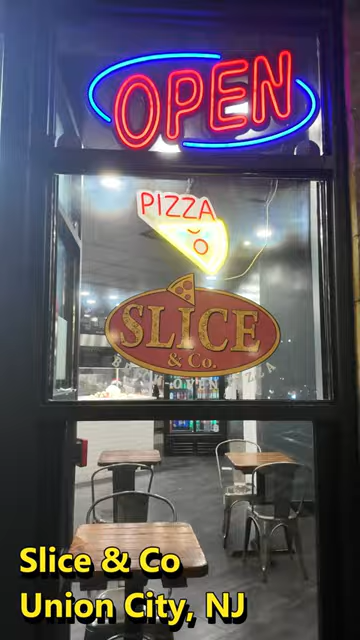 OPEN
PIZZA
SLICE
& Co.
Slice & Co
Union City, NJ